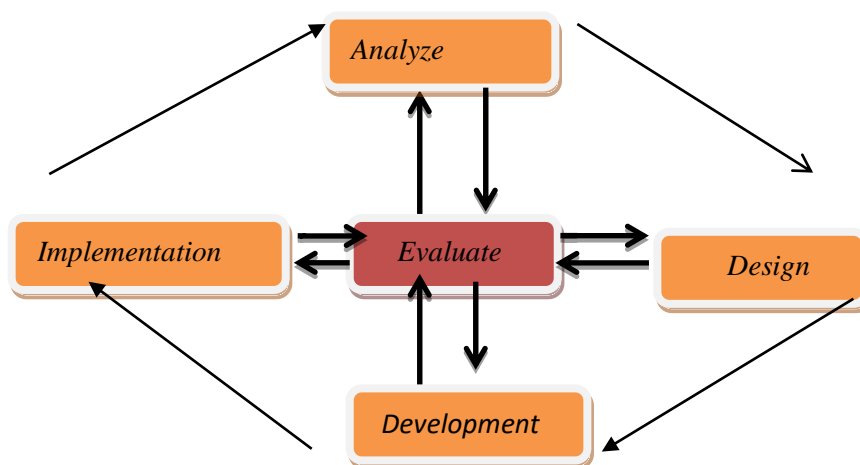 Analyze
Implementation
Evaluate
Design
Development